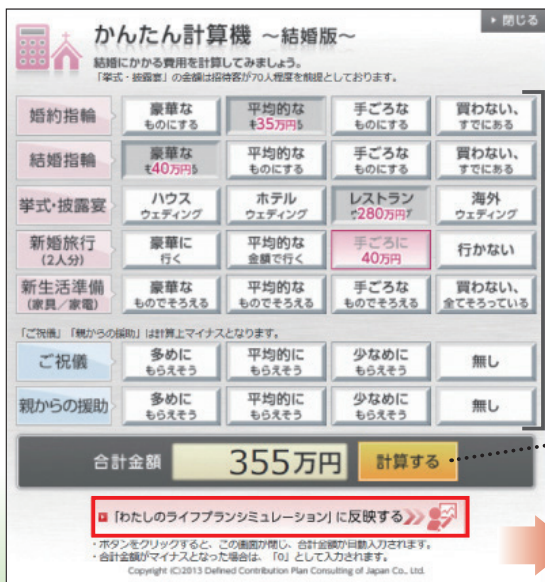 ▶ 閉じる
かんたん計算機 ～結婚版～
結婚にかかる費用を計算してみましょう。
「挙式・披露宴」の金額は招待客が70人程度を前提としております。
婚約指輪
豪華な
ものにする
平均的な
35万円
手ごろな
ものにする
買わない、
すでにある
結婚指輪
豪華な
40万円
平均的な
ものにする
手ごろな
ものにする
買わない、
すでにある
挙式・披露宴
ハウス
ウェディング
ホテル
ウェディング
レストラン
280万円
海外
ウェディング
新婚旅行
(2人分)
豪華に
行く
平均的な
金額で行く
手ごろに
40万円
行かない
新生活準備
(家具/家電)
豪華な
ものでそろえる
平均的な
ものでそろえる
手ごろな
ものでそろえる
買わない、
全てそろっている
「ご祝儀」「親からの援助」は計算上マイナスとなります。
ご祝儀
多めに
もらえそう
平均的に
もらえそう
少なめに
もらえそう
無し
親からの援助
多めに
もらえそう
平均的に
もらえそう
少なめに
もらえそう
無し
合計金額
355万円
計算する
「わたしのライフプランシミュレーション」に反映する
・ボタンをクリックすると、この画面が閉じ、合計金額が自動入力されます。
・合計金額がマイナスとなった場合は、「0」として入力されます。
Copyright (C)2013 Defined Contribution Plan Consulting of Japan Co., Ltd.